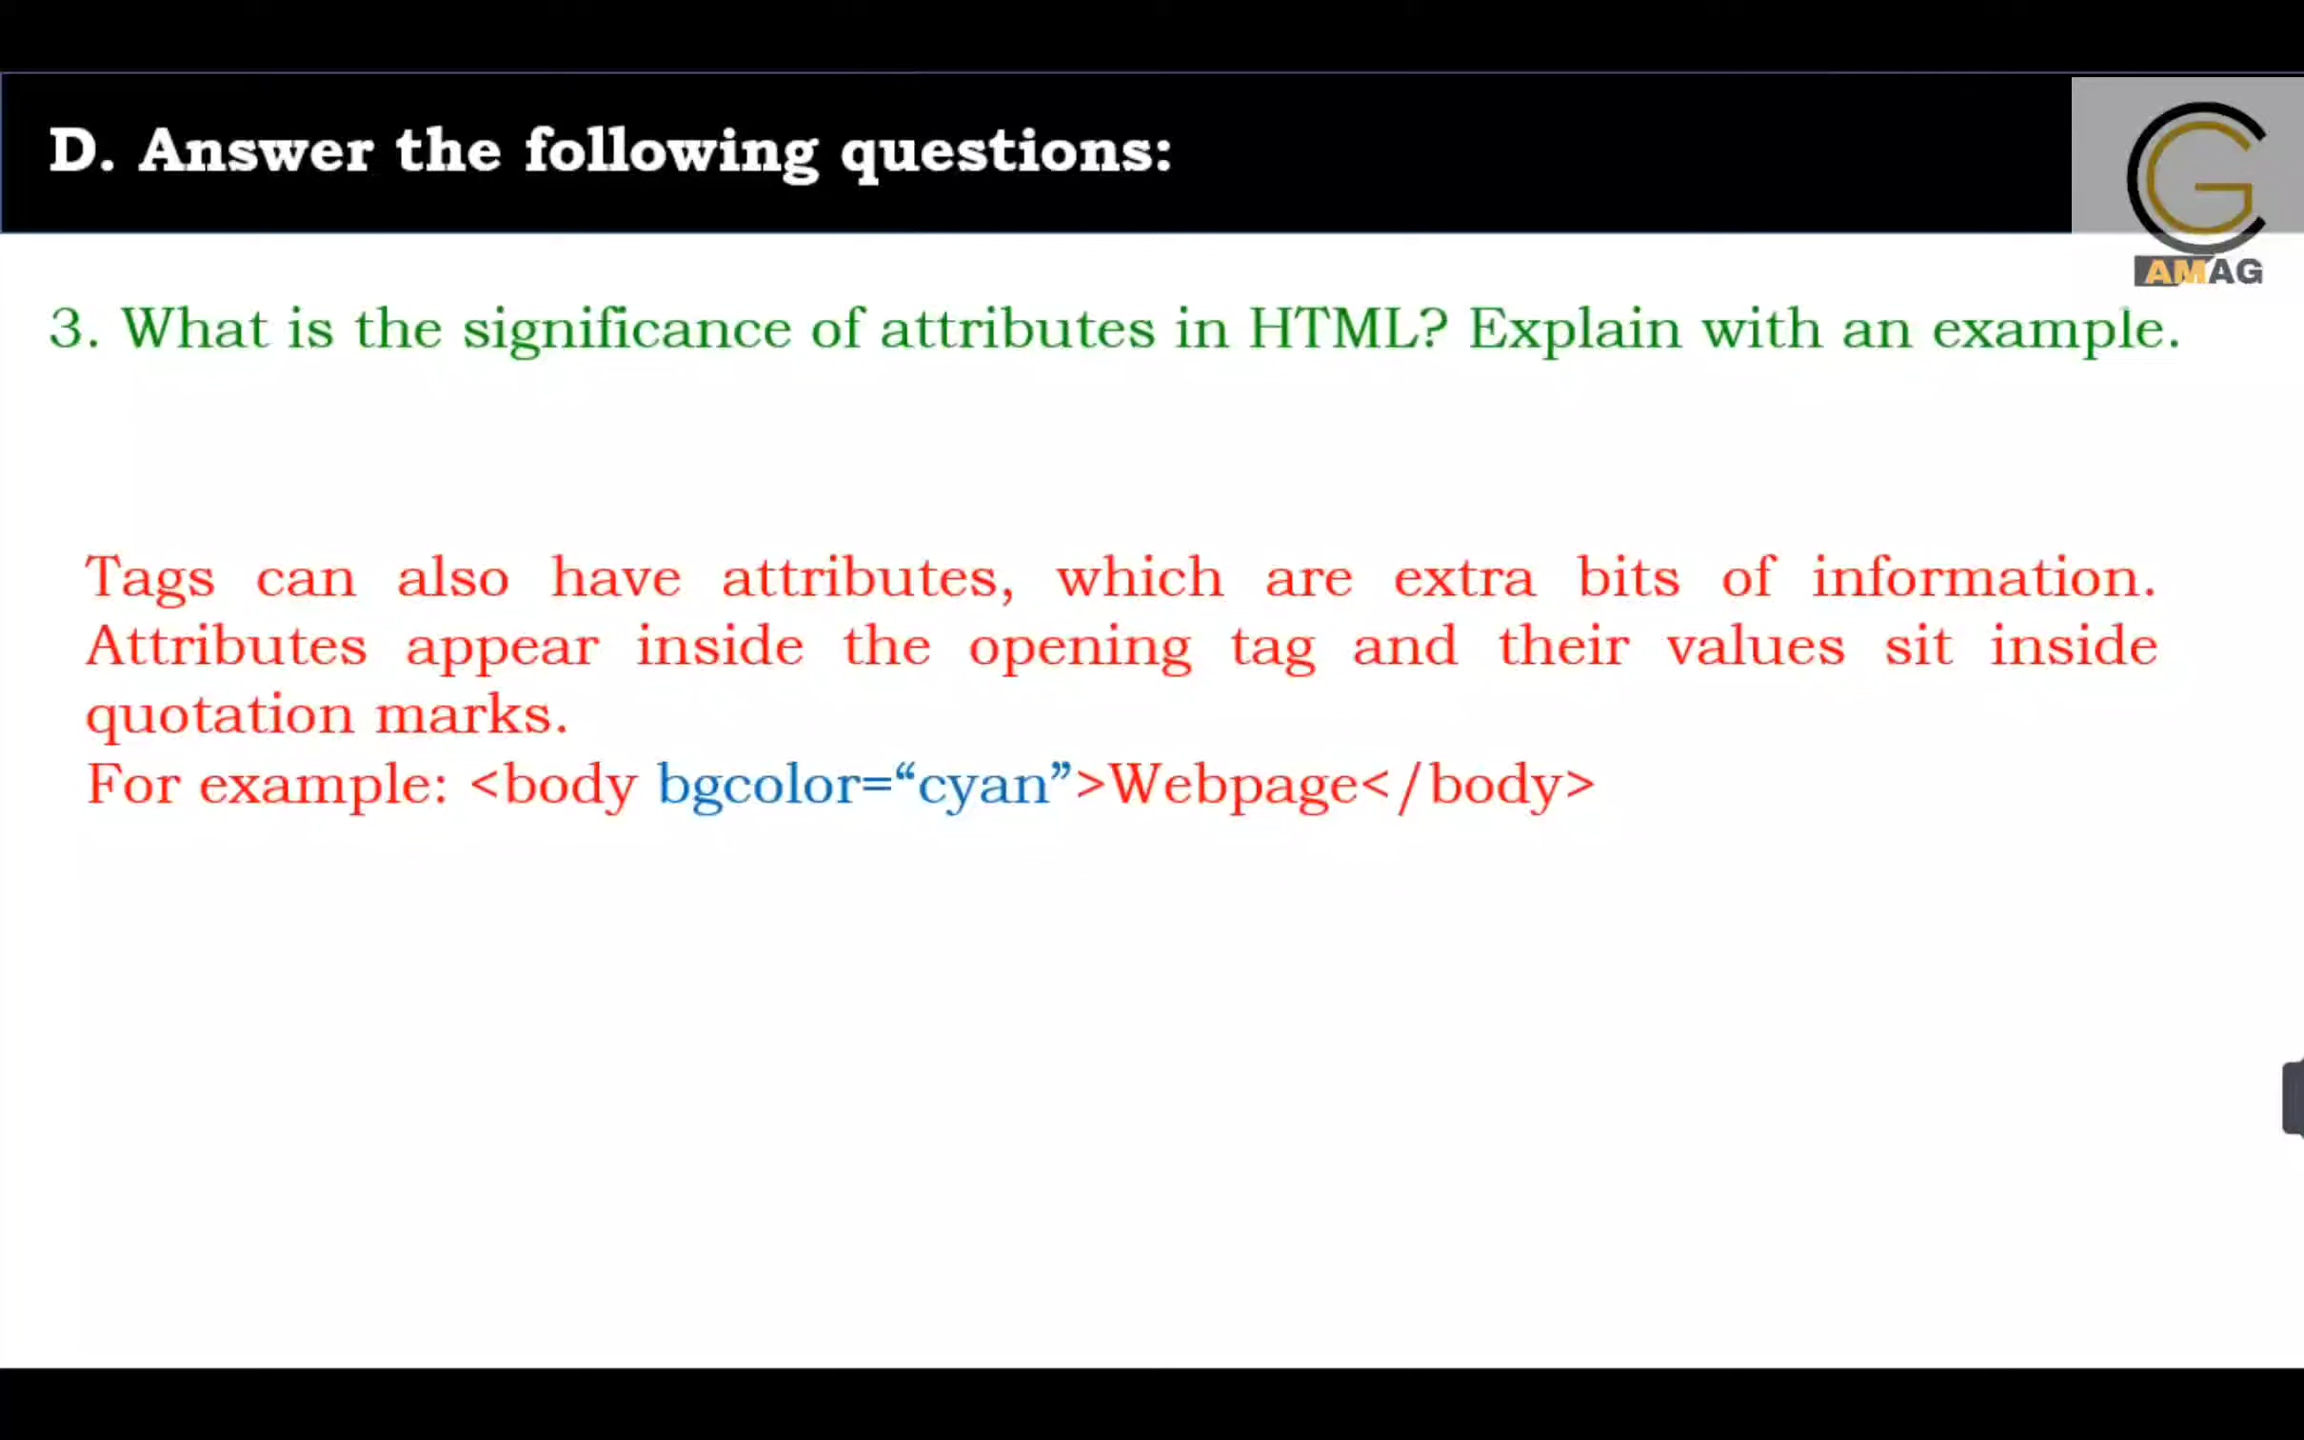 D. Answer the following questions:
CG
AMAG
3. What is the significance of attributes in HTML? Explain with an example.
Tags can also have attributes, which are extra bits of information.
Attributes appear inside the opening tag and their values sit inside
quotation marks.
For example: <body bgcolor=“cyan”>Webpage</body>